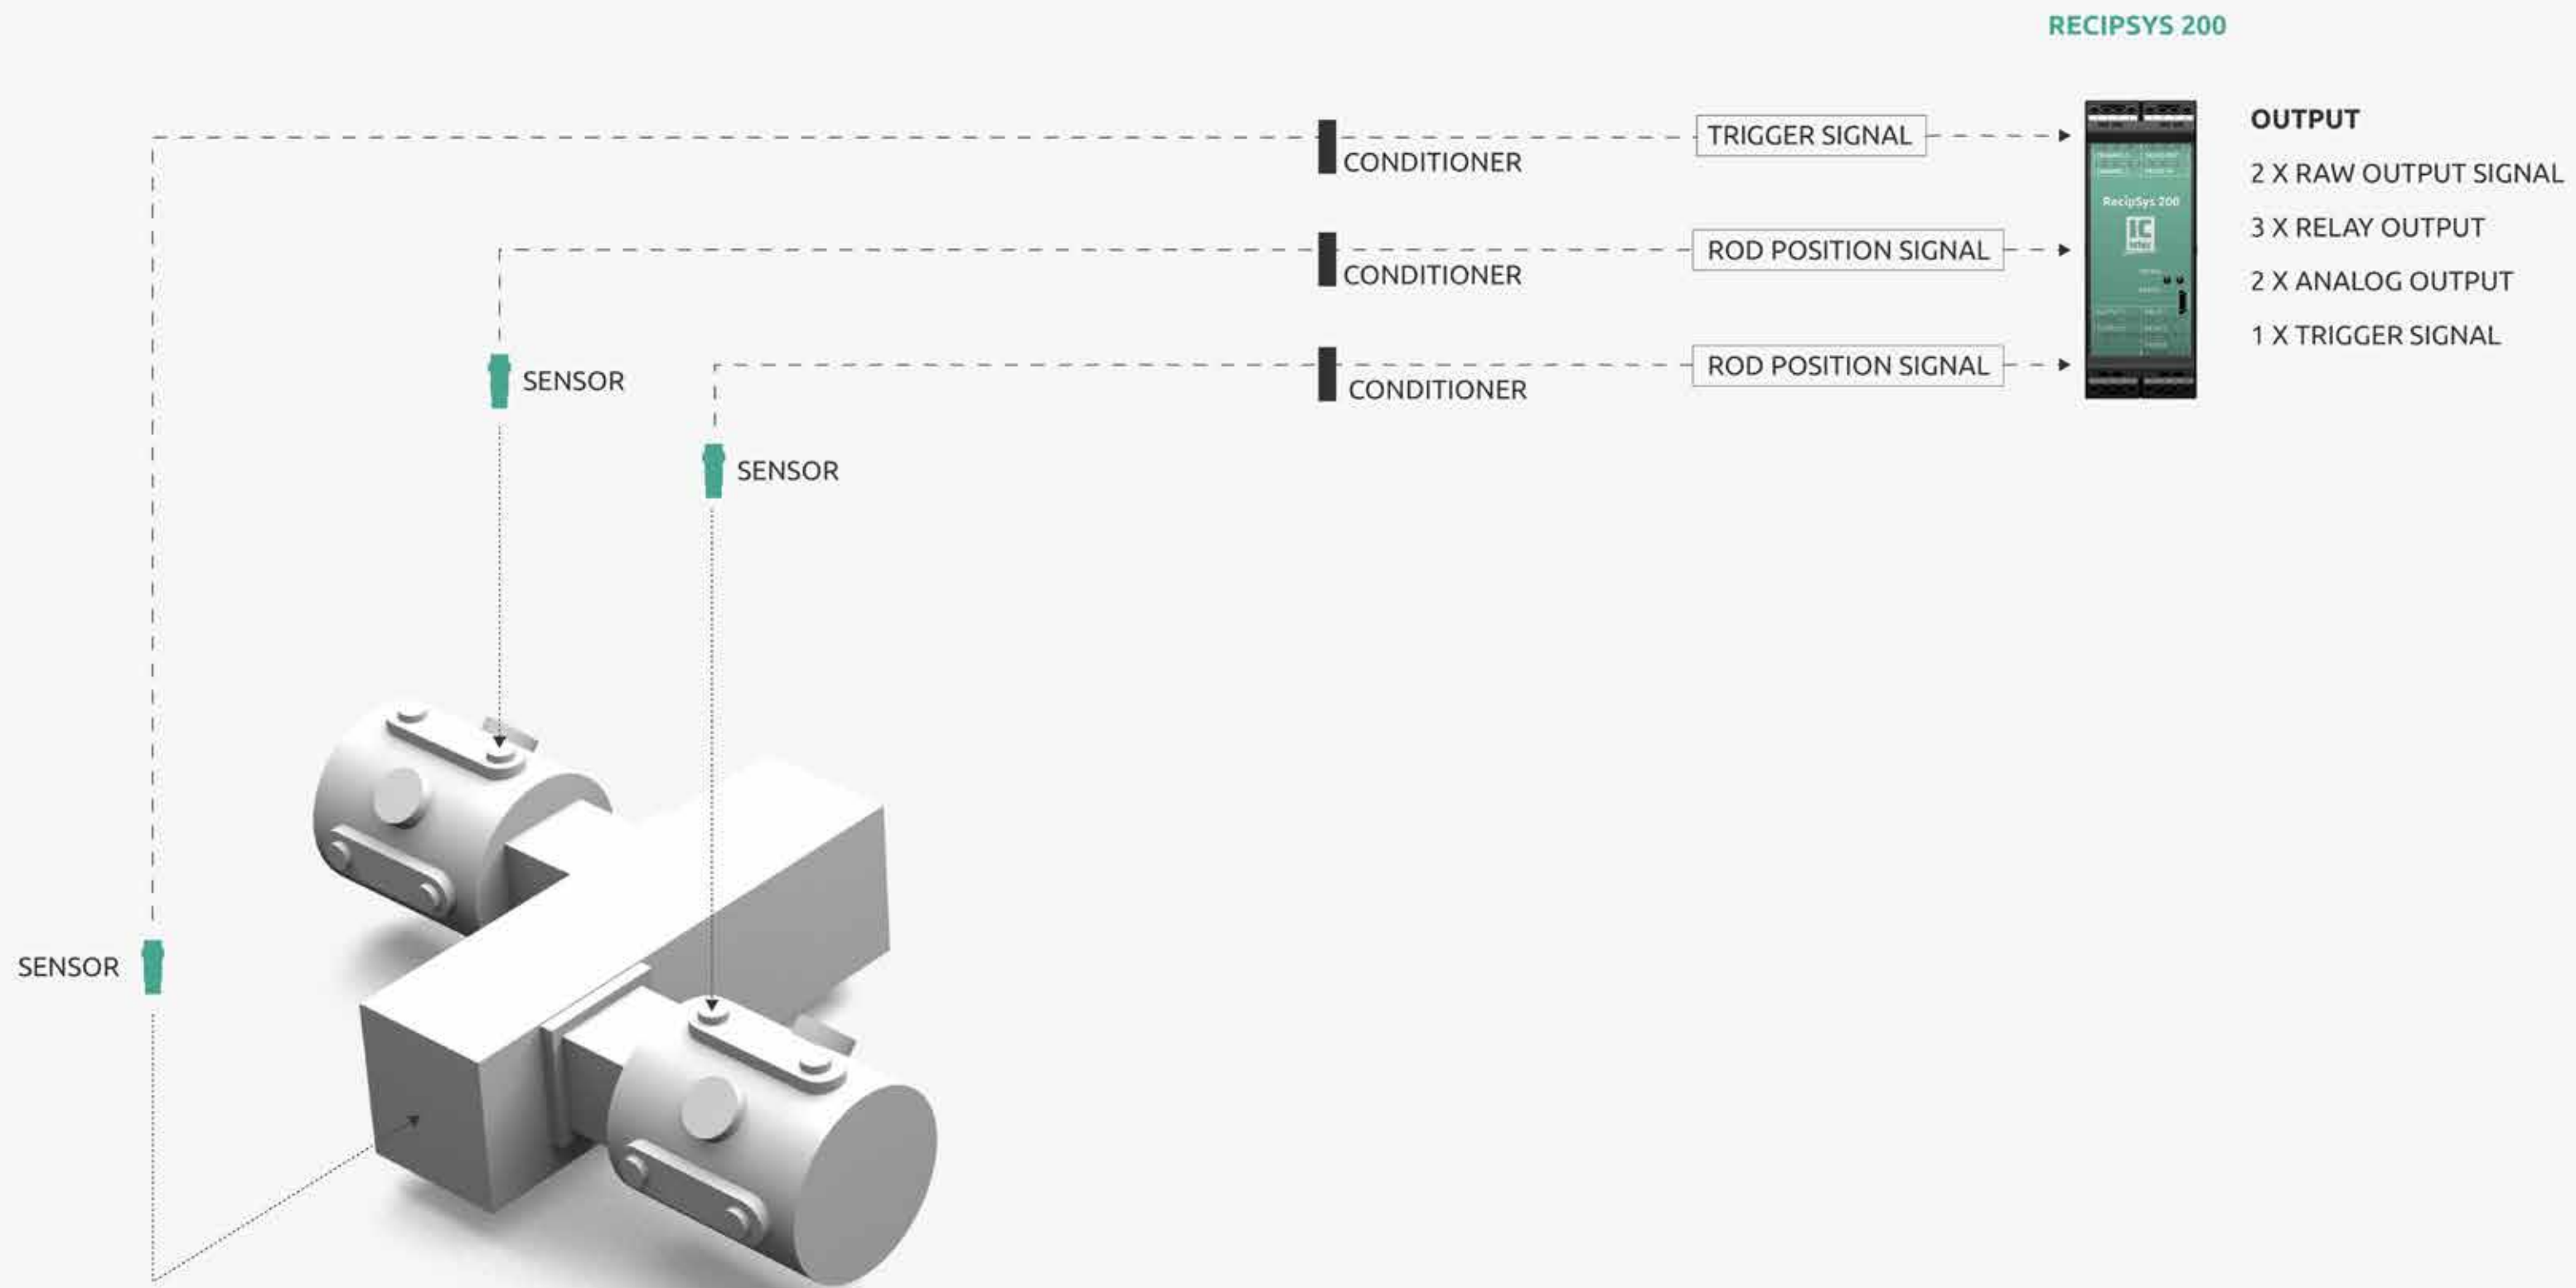 RECIPSYS 200
OUTPUT
TRIGGER SIGNAL
CONDITIONER
2 X RAW OUTPUT SIGNAL
RecipSys 200
3 X RELAY OUTPUT
ROD POSITION SIGNAL
CONDITIONER
2 X ANALOG OUTPUT
1 X TRIGGER SIGNAL
ROD POSITION SIGNAL
SENSOR
CONDITIONER
SENSOR
SENSOR